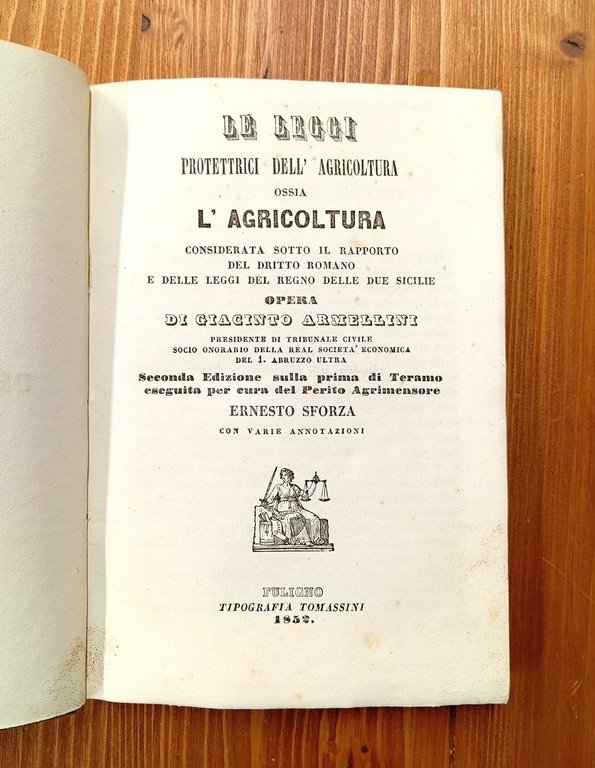 LE LEGGI
PROTETTRICI DELL' AGRICOLTURA
OSSIA
L' AGRICOLTURA
CONSIDERATA SOTTO IL RAPPORTO
DEL DRITTO ROMANO
E DELLE LEGGI DEL REGNO DELLE DUE SICILIE
OPERA
DI GIACINTO ARMELLINI
PRESIDENTE DI TRIBUNALE CIVILE
SOCIO ONORARIO DELLA REAL SOCIETA' ECONOMICA
DEL 1. ABRUZZO ULTRA
Seconda Edizione sulla prima di Teramo
eseguita per cura del Perito Agrimensore
ERNESTO SFORZA
CON VARIE ANNOTAZIONI
FULIGNO
TIPOGRAFIA TOMASSINI
1852.